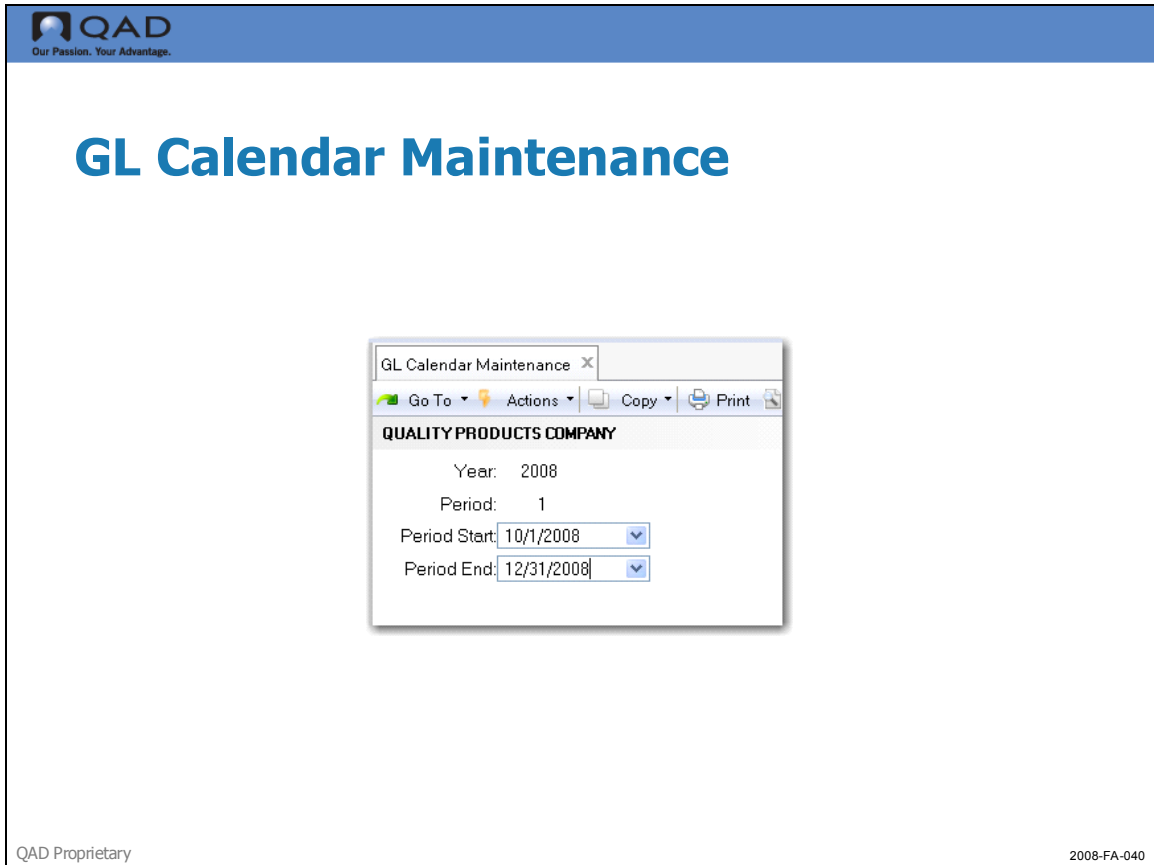 QAD
Our Passion. Your Advantage.
GL Calendar Maintenance
GL Calendar Maintenance X
Go To Actions Copy Print
QUALITY PRODUCTS COMPANY
Year: 2008
Period: 1
Period Start: 10/1/2008
Period End: 12/31/2008
QAD Proprietary
2008-FA-040